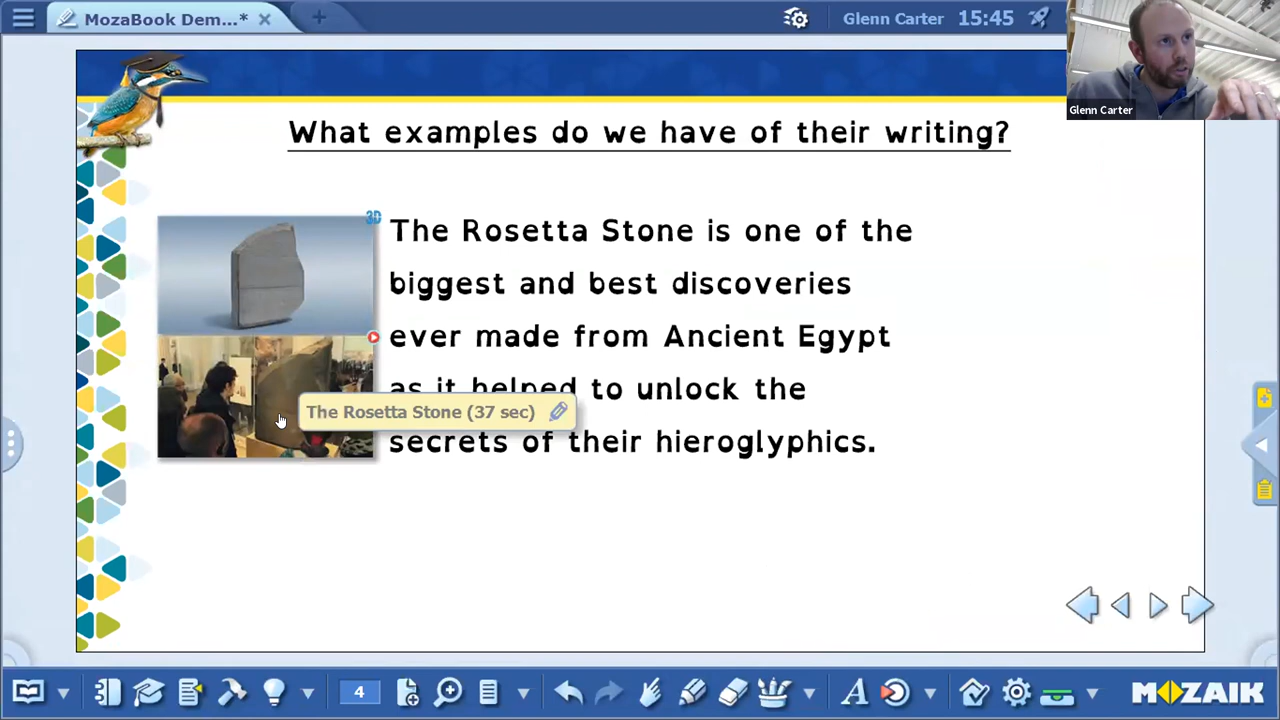 MozaBook Dem...*
Glenn Carter 15:45
Glenn Carter
What examples do we have of their writing?
3D
The Rosetta Stone is one of the
biggest and best discoveries
ever made from Ancient Egypt
as it helped to unlock the
The Rosetta Stone (37 sec)
secrets of their hieroglyphics.
4
A
MOZAIK